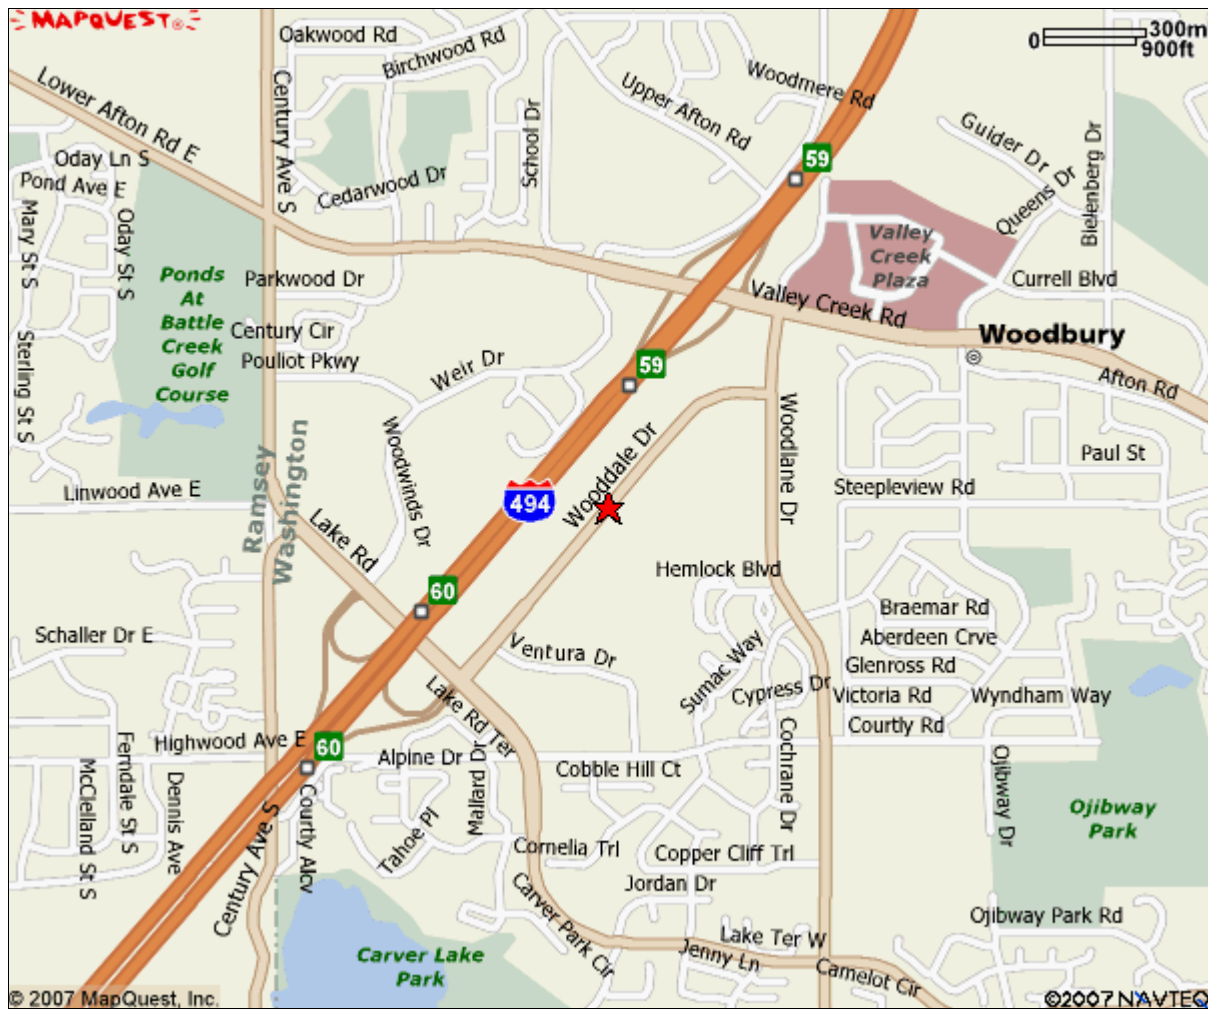 MAPQUEST®
0 300m
900ft
Oakwood Rd
Birchwood Rd
Woodmere Rd
Upper Afton Rd
Lower Afton Rd E
Century Ave S
School Dr
Guider Dr
Bielenberg Dr
Queens Dr
59
Oday Ln S
Pond Ave E
Cedarwood Dr
Mary St S
Oday St S
Valley
Creek
Plaza
Ponds
At
Battle
Creek
Golf
Course
Parkwood Dr
Currell Blvd
Valley Creek Rd
Woodbury
Century Cir
Pouliot Pkwy
Weir Dr
59
Sterling St S
Afton Rd
Woodwinds Dr
Wooddale Dr
Woodlane Dr
Paul St
Ramsey
Washington
Linwood Ave E
Steepleview Rd
494
Lake Rd
Hemlock Blvd
60
Braemar Rd
Aberdeen Crve
Schaller Dr E
Ventura Dr
Sumac Way
Glenross Rd
Cypress Dr
Victoria Rd
Wyndham Way
Courtly Rd
Lake Rd Ter
Highwood Ave E
60
Alpine Dr
Mallard Dr
Cobble Hill Ct
Cochrane Dr
Ojibway Dr
McClelland St S
Ferndale St S
Dennis Ave
Century Ave S
Courtly Alcv
Tahoe Pl
Ojibway
Park
Cornelia Trl
Copper Cliff Trl
Jordan Dr
Carver Park Cir
Ojibway Park Rd
Lake Ter W
Jenny Ln
Camelot Cir
Carver Lake
Park
© 2007 MapQuest, Inc.
©2007 NAVTEQ